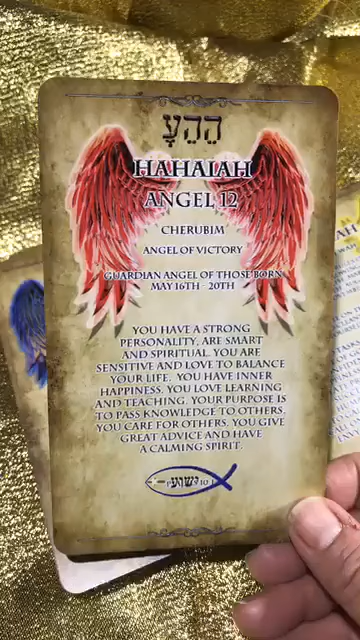 הֵהֵעָ
HAHAIAH
ANGEL 12
CHERUBIM
ANGEL OF VICTORY
GUARDIAN ANGEL OF THOSE BORN
MAY 16TH - 20TH
YOU HAVE A STRONG
PERSONALITY, ARE SMART
AND SPIRITUAL. YOU ARE
SENSITIVE AND LOVE TO BALANCE
YOUR LIFE. YOU HAVE INNER
HAPPINESS. YOU LOVE LEARNING
AND TEACHING. YOUR PURPOSE IS
TO PASS KNOWLEDGE TO OTHERS.
YOU CARE FOR OTHERS. YOU GIVE
GREAT ADVICE AND HAVE
A CALMING SPIRIT.
ישוע